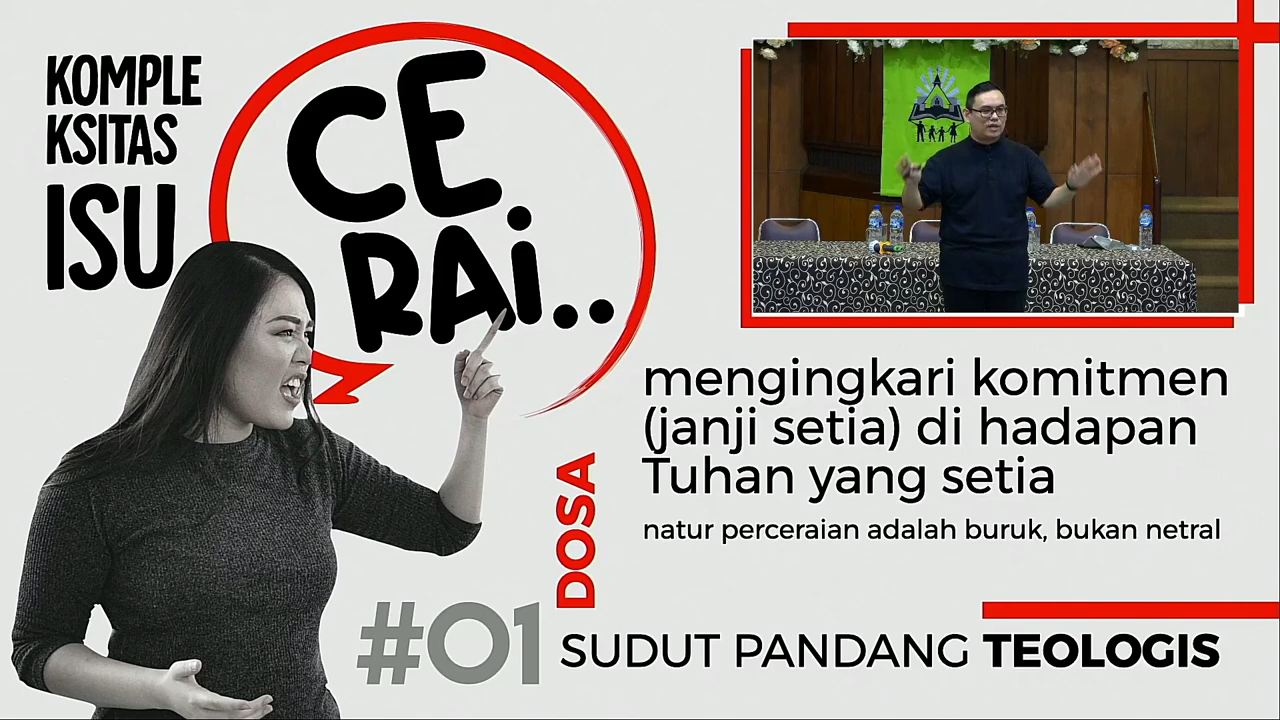 KOMPLE
KSITAS
ISU
CE
RAi..
mengingkari komitmen
(janji setia) di hadapan
Tuhan yang setia
natur perceraian adalah buruk, bukan netral
DOSA
#01
SUDUT PANDANG TEOLOGIS